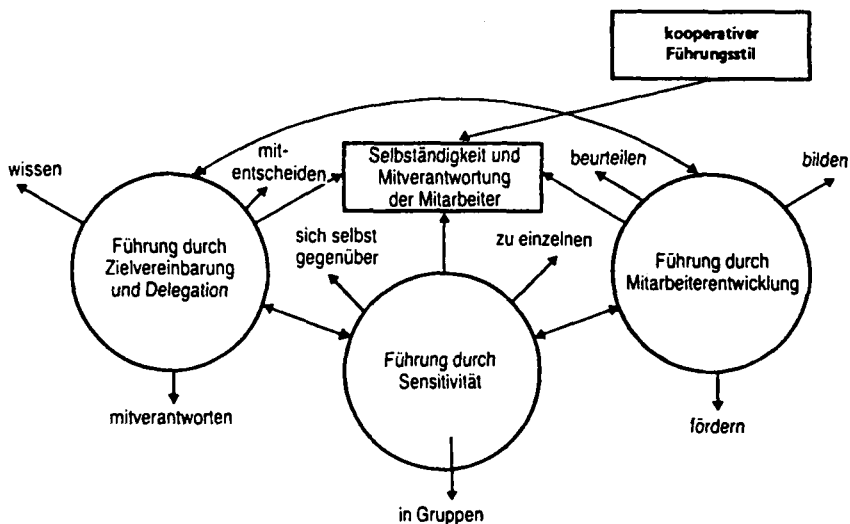 kooperativer
Führungsstil
wissen
mit-
entscheiden
Selbständigkeit und
Mitverantwortung
der Mitarbeiter
beurteilen
bilden
Führung durch
Zielvereinbarung
und Delegation
sich selbst
gegenüber
zu einzelnen
Führung durch
Mitarbeiterentwicklung
Führung durch
Sensitivität
mitverantworten
fördern
in Gruppen